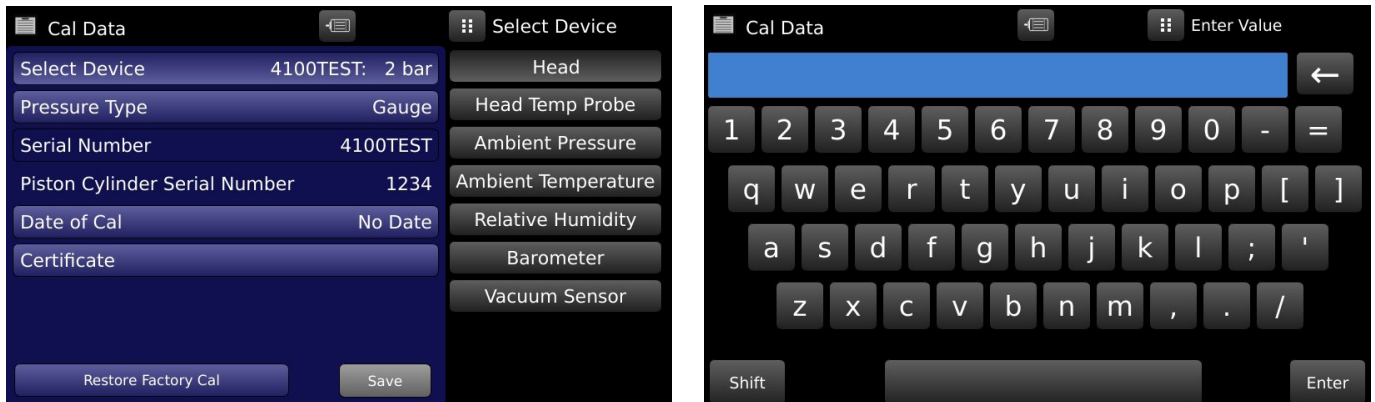 Cal Data
Select Device
Select Device 4100TEST: 2 bar
Pressure Type Gauge
Serial Number 4100TEST
Piston Cylinder Serial Number 1234
Date of Cal No Date
Certificate
Restore Factory Cal Save
Head
Head Temp Probe
Ambient Pressure
Ambient Temperature
Relative Humidity
Barometer
Vacuum Sensor
Cal Data
Enter Value
←
1 2 3 4 5 6 7 8 9 0 - =
q w e r t y u i o p [ ]
a s d f g h j k l ; '
z x c v b n m , . /
Shift Enter